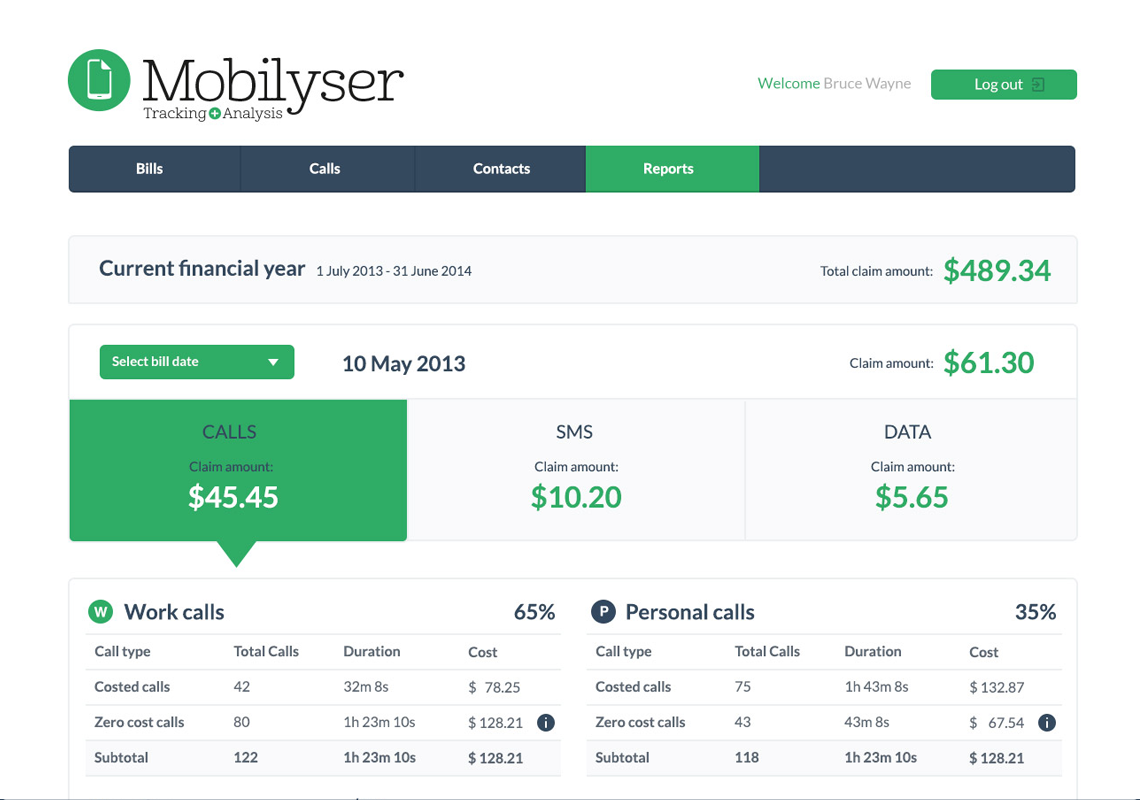 Mobilyser
Tracking+Analysis
Welcome Bruce Wayne
Log out
Bills Calls Contacts Reports
Current financial year 1 July 2013 - 31 June 2014 Total claim amount: $489.34
Select bill date 10 May 2013 Claim amount: $61.30
CALLS SMS DATA
Claim amount: Claim amount: Claim amount:
$45.45 $10.20 $5.65
W Work calls 65% P Personal calls 35%
Call type Total Calls Duration Cost Call type Total Calls Duration Cost
Costed calls 42 32m 8s $ 78.25 Costed calls 75 1h 43m 8s $ 132.87
Zero cost calls 80 1h 23m 10s $ 128.21 i Zero cost calls 43 43m 8s $ 67.54 i
Subtotal 122 1h 23m 10s $ 128.21 Subtotal 118 1h 23m 10s $ 128.21